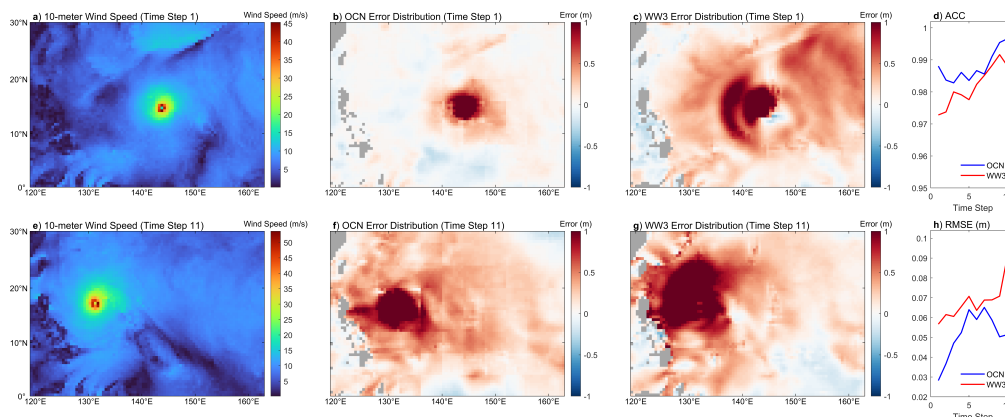 a) 10-meter Wind Speed (Time Step 1)
Wind Speed (m/s)
30°N
20°N
10°N
0°
120°E 130°E 140°E 150°E 160°E
45
40
35
30
25
20
15
10
5
b) OCN Error Distribution (Time Step 1)
Error (m)
120°E 130°E 140°E 150°E 160°E
1
0.5
0
-0.5
-1
c) WW3 Error Distribution (Time Step 1)
Error (m)
120°E 130°E 140°E 150°E 160°E
1
0.5
0
-0.5
-1
d) ACC
1
0.99
0.98
0.97
0.96
0.95
0 5
Time Step
OCN
WW3
e) 10-meter Wind Speed (Time Step 11)
Wind Speed (m/s)
30°N
20°N
10°N
0°
120°E 130°E 140°E 150°E 160°E
50
45
40
35
30
25
20
15
10
5
f) OCN Error Distribution (Time Step 11)
Error (m)
120°E 130°E 140°E 150°E 160°E
1
0.5
0
-0.5
-1
g) WW3 Error Distribution (Time Step 11)
Error (m)
120°E 130°E 140°E 150°E 160°E
1
0.5
0
-0.5
-1
h) RMSE (m)
0.1
0.09
0.08
0.07
0.06
0.05
0.04
0.03
0.02
0 5
Time Step
OCN
WW3